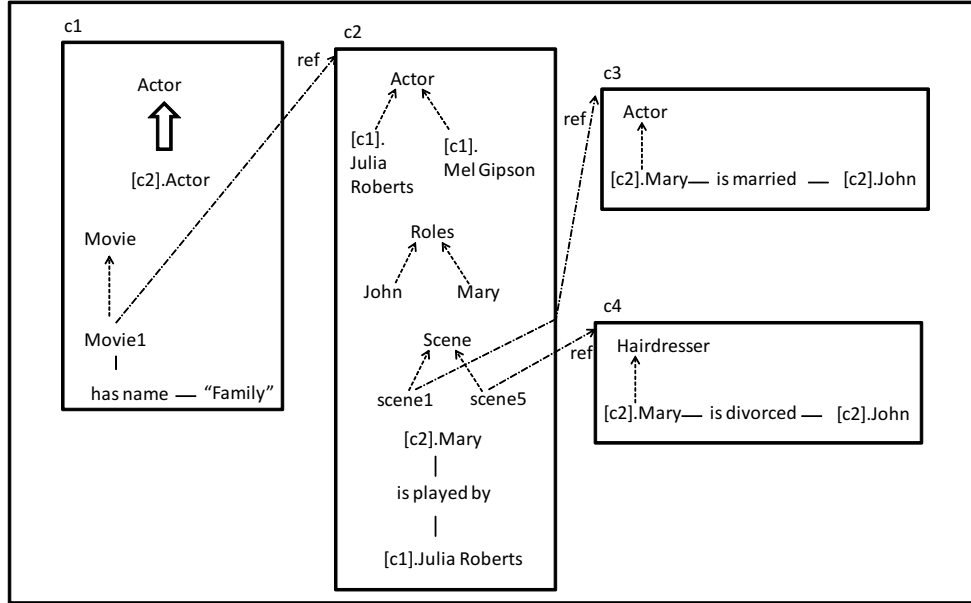 c1
Actor
[c2].Actor
Movie
Movie1
has name — “Family”
ref
c2
Actor
[c1].
Julia
Roberts
[c1].
Mel Gipson
Roles
John
Mary
Scene
scene1
scene5
[c2].Mary
is played by
[c1].Julia Roberts
ref
c3
Actor
[c2].Mary — is married — [c2].John
ref
c4
Hairdresser
[c2].Mary — is divorced — [c2].John